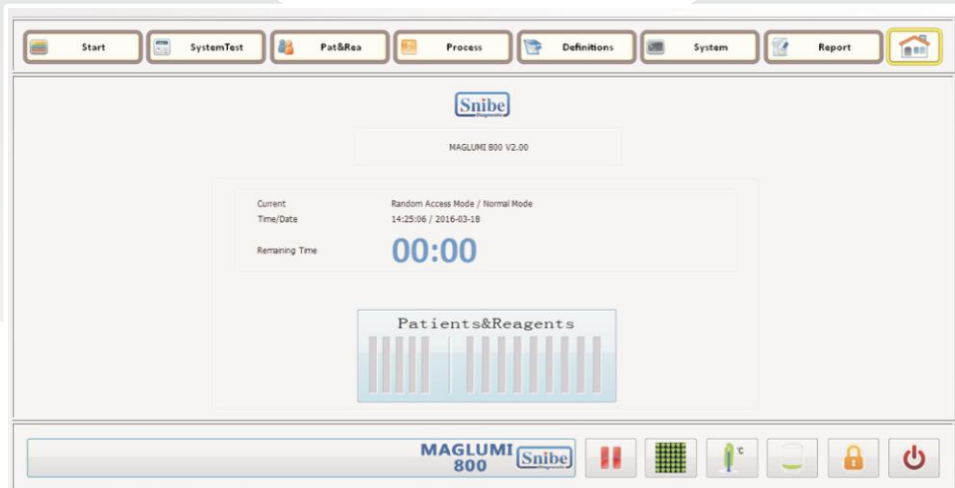 Start SystemTest Pat&Rea Process Definitions System Report
Snibe
Diagnostic
MAGLUMI 800 V2.00
Current Random Access Mode / Normal Mode
Time/Date 14:25:06 / 2016-03-18
Remaining Time 00:00
Patients&Reagents
MAGLUMI
800
Snibe
°C